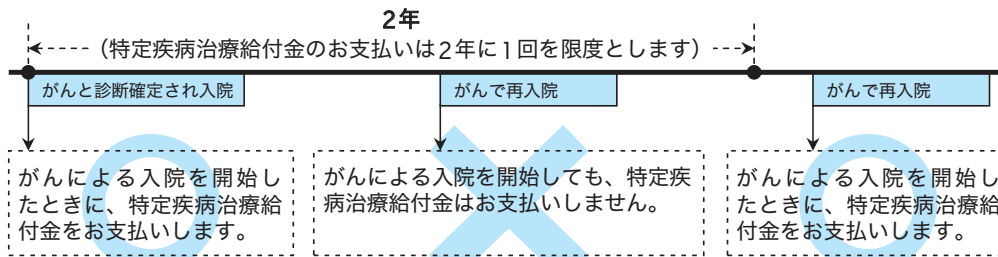 2年
（特定疾病治療給付金のお支払いは2年に1回を限度とします）
がんと診断確定され入院
がんで再入院
がんで再入院
がんによる入院を開始し
たときに、特定疾病治療給
付金をお支払いします。
がんによる入院を開始しても、特定疾
病治療給付金はお支払いしません。
がんによる入院を開始し
たときに、特定疾病治療給
付金をお支払いします。